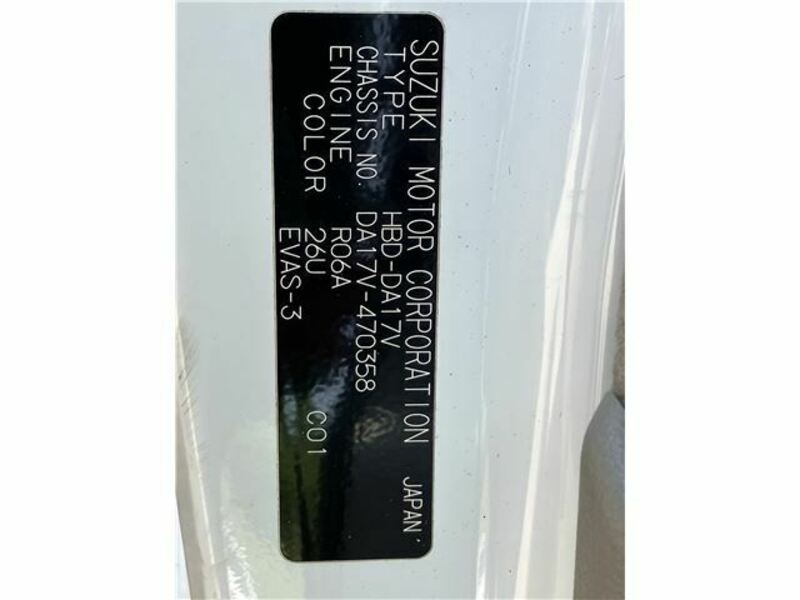 SUZUKI MOTOR CORPORATION JAPAN
TYPE HBD-DA17V
CHASSIS NO. DA17V-470358
ENGINE R06A
COLOR 26U C01
EVAS-3